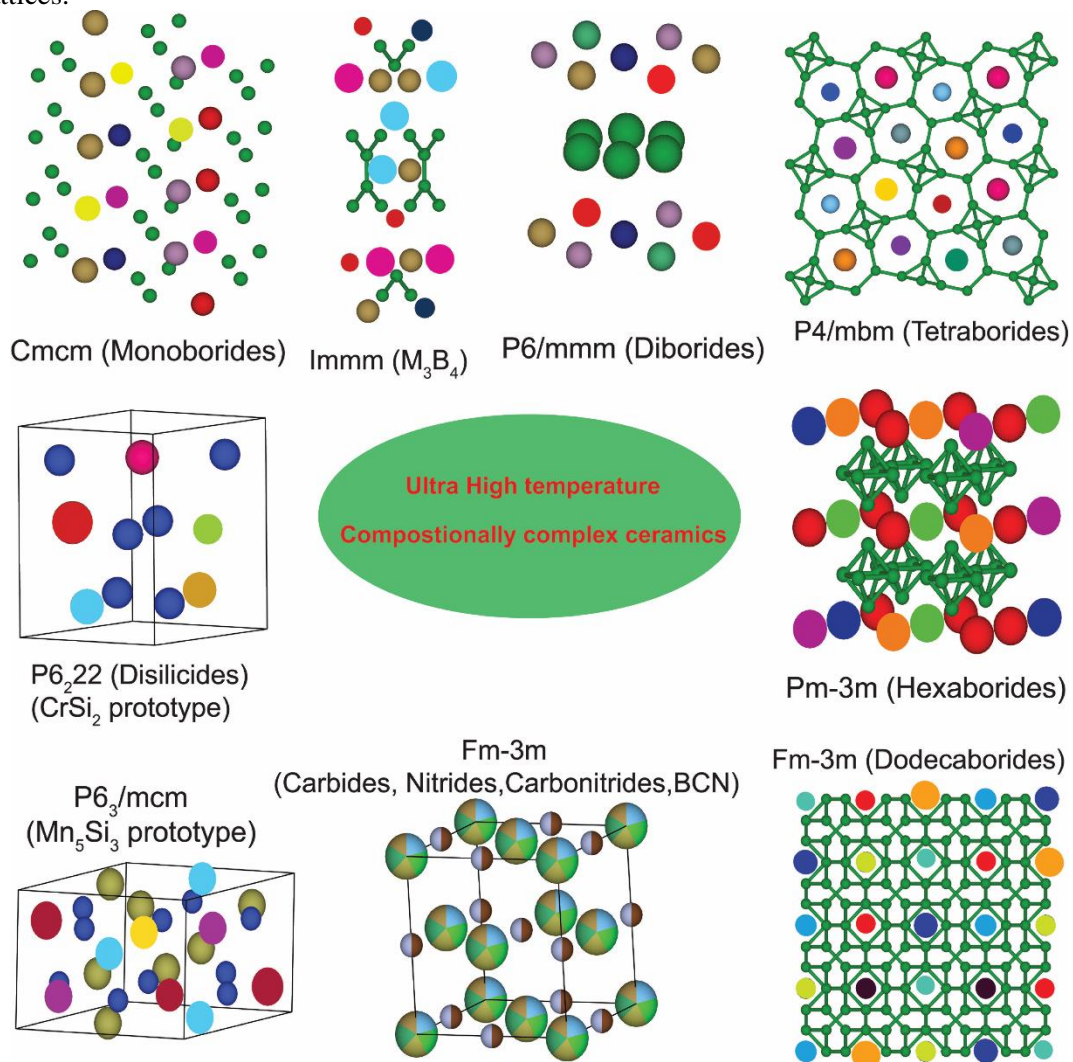 attices.
Cmcm (Monoborides)
Immm (M₃B₄)
P6/mmm (Diborides)
P4/mbm (Tetraborides)
Ultra High temperature
Compostionally complex ceramics
P6₂22 (Disilicides)
(CrSi₂ prototype)
Pm-3m (Hexaborides)
P6₃/mcm
(Mn₅Si₃ prototype)
Fm-3m
(Carbides, Nitrides,Carbonitrides,BCN)
Fm-3m (Dodecaborides)